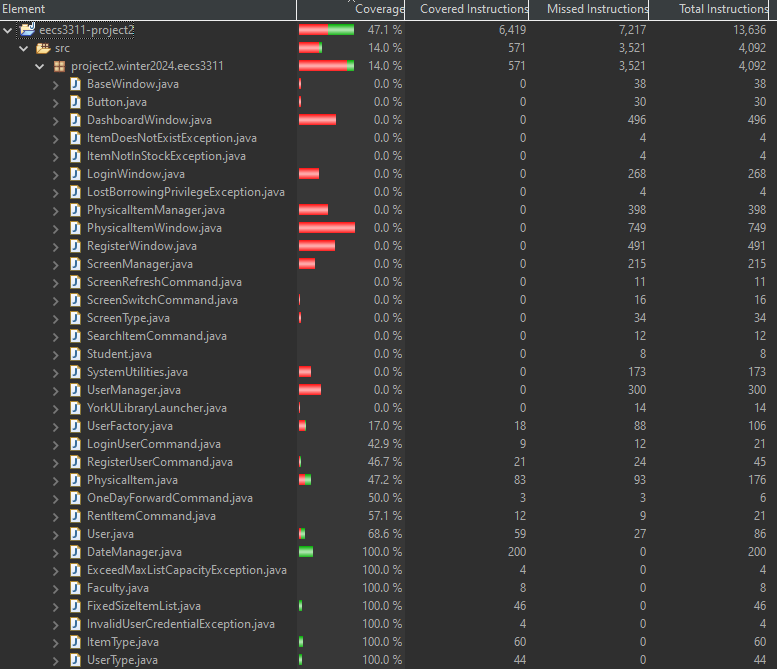 Element Coverage Covered Instructions Missed Instructions Total Instructions
eecs3311-project2 47.1 % 6,419 7,217 13,636
src 14.0 % 571 3,521 4,092
project2.winter2024.eecs3311 14.0 % 571 3,521 4,092
BaseWindow.java 0.0 % 0 38 38
Button.java 0.0 % 0 30 30
DashboardWindow.java 0.0 % 0 496 496
ItemDoesNotExistException.java 0.0 % 0 4 4
ItemNotInStockException.java 0.0 % 0 4 4
LoginWindow.java 0.0 % 0 268 268
LostBorrowingPrivilegeException.java 0.0 % 0 4 4
PhysicalItemManager.java 0.0 % 0 398 398
PhysicalItemWindow.java 0.0 % 0 749 749
RegisterWindow.java 0.0 % 0 491 491
ScreenManager.java 0.0 % 0 215 215
ScreenRefreshCommand.java 0.0 % 0 11 11
ScreenSwitchCommand.java 0.0 % 0 16 16
ScreenType.java 0.0 % 0 34 34
SearchItemCommand.java 0.0 % 0 12 12
Student.java 0.0 % 0 8 8
SystemUtilities.java 0.0 % 0 173 173
UserManager.java 0.0 % 0 300 300
YorkULibraryLauncher.java 0.0 % 0 14 14
UserFactory.java 17.0 % 18 88 106
LoginUserCommand.java 42.9 % 9 12 21
RegisterUserCommand.java 46.7 % 21 24 45
PhysicalItem.java 47.2 % 83 93 176
OneDayForwardCommand.java 50.0 % 3 3 6
RentItemCommand.java 57.1 % 12 9 21
User.java 68.6 % 59 27 86
DateManager.java 100.0 % 200 0 200
ExceedMaxListCapacityException.java 100.0 % 4 0 4
Faculty.java 100.0 % 8 0 8
FixedSizeItemList.java 100.0 % 46 0 46
InvalidUserCredentialException.java 100.0 % 4 0 4
ItemType.java 100.0 % 60 0 60
UserType.java 100.0 % 44 0 44